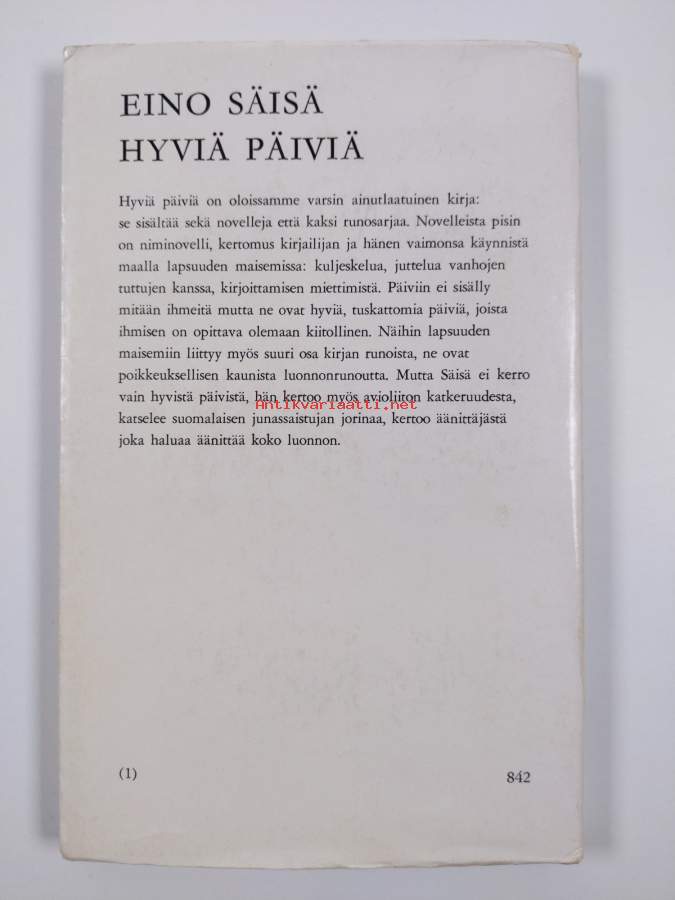 EINO SÄISÄ
HYVIÄ PÄIVIÄ
Hyviä päiviä on oloissamme varsin ainutlaatuinen kirja:
se sisältää sekä novelleja että kaksi runosarjaa. Novelleista pisin
on niminovelli, kertomus kirjailijan ja hänen vaimonsa käynnistä
maalla lapsuuden maisemissa: kuljeskelua, juttelua vanhojen
tuttujen kanssa, kirjoittamisen miettimistä. Päiviin ei sisälly
mitään ihmeitä mutta ne ovat hyviä, tuskattomia päiviä, joista
ihmisen on opittava olemaan kiitollinen. Näihin lapsuuden
maisemiin liittyy myös suuri osa kirjan runoista, ne ovat
poikkeuksellisen kaunista luonnonrunoutta. Mutta Säisä ei kerro
vain hyvistä päivistä, hän kertoo myös avioliiton katkeruudesta,
Antikvariaatti.net
katselee suomalaisen junassaistujan jorinaa, kertoo äänittäjästä
joka haluaa äänittää koko luonnon.
(1) 842